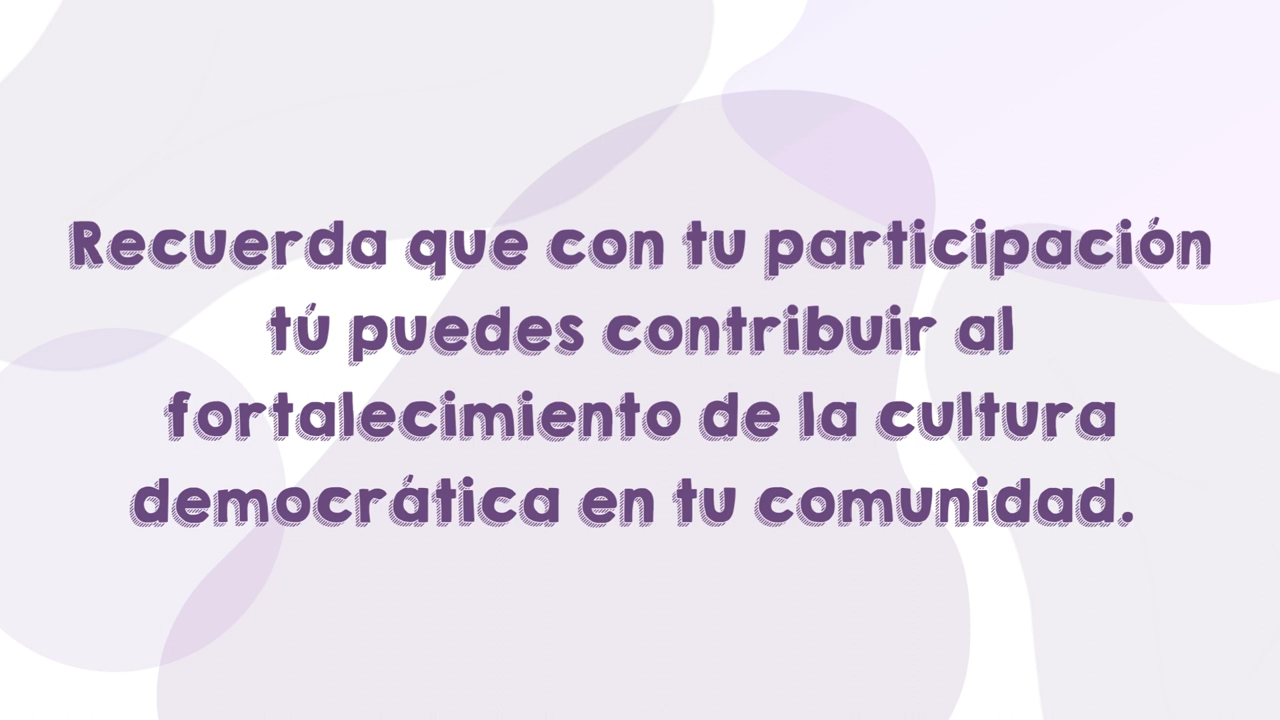 Recuerda que con tu participación
tú puedes contribuir al
fortalecimiento de la cultura
democrática en tu comunidad.